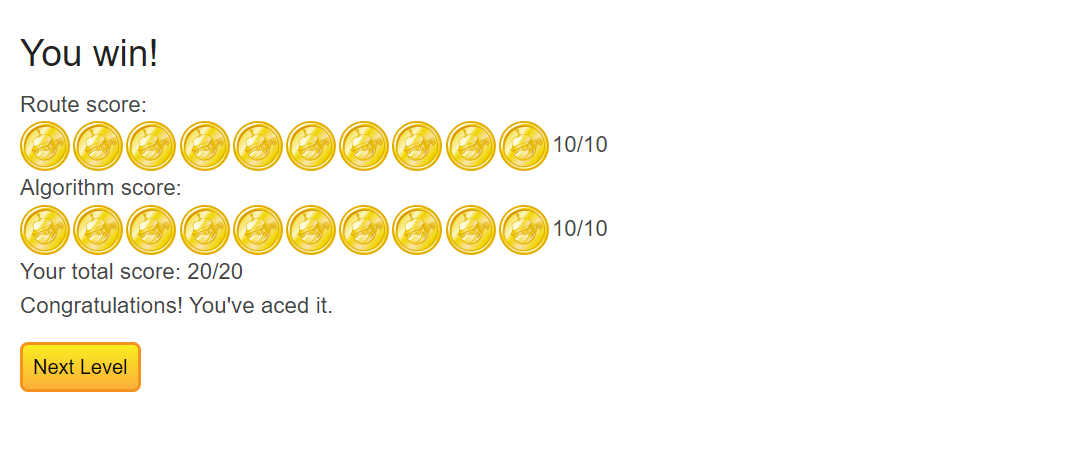 You win!
Route score:
10/10
Algorithm score:
10/10
Your total score: 20/20
Congratulations! You've aced it.
Next Level